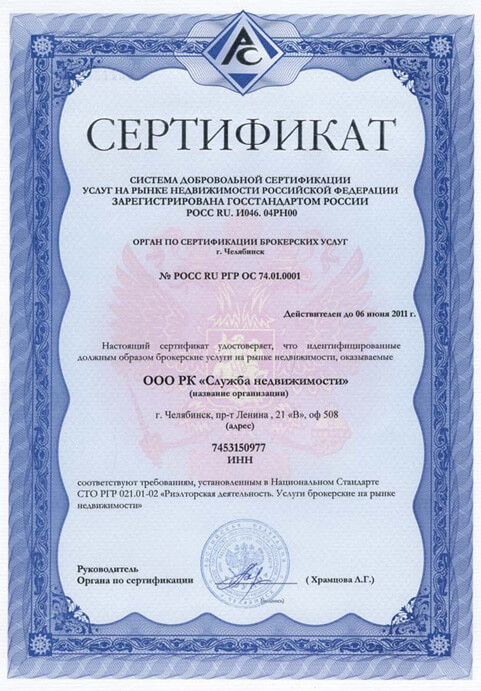 АС
СЕРТИФИКАТ
СИСТЕМА ДОБРОВОЛЬНОЙ СЕРТИФИКАЦИИ
УСЛУГ НА РЫНКЕ НЕДВИЖИМОСТИ РОССИЙСКОЙ ФЕДЕРАЦИИ
ЗАРЕГИСТРИРОВАНА ГОССТАНДАРТОМ РОССИИ
РОСС RU. И046. 04РН00
ОРГАН ПО СЕРТИФИКАЦИИ БРОКЕРСКИХ УСЛУГ
г. Челябинск
№ РОСС RU РГР ОС 74.01.0001
Действителен до 06 июня 2011 г.
Настоящий сертификат удостоверяет, что идентифицированные
должным образом брокерские услуги на рынке недвижимости, оказываемые
ООО РК «Служба недвижимости»
(название организации)
г. Челябинск, пр-т Ленина , 21 «В», оф 508
(адрес)
7453150977
ИНН
соответствуют требованиям, установленным в Национальном Стандарте
СТО РГР 021.01-02 «Риэлторская деятельность. Услуги брокерские на рынке
недвижимости»
Руководитель
Органа по сертификации
( Храмцова Л.Г.)
(подпись)